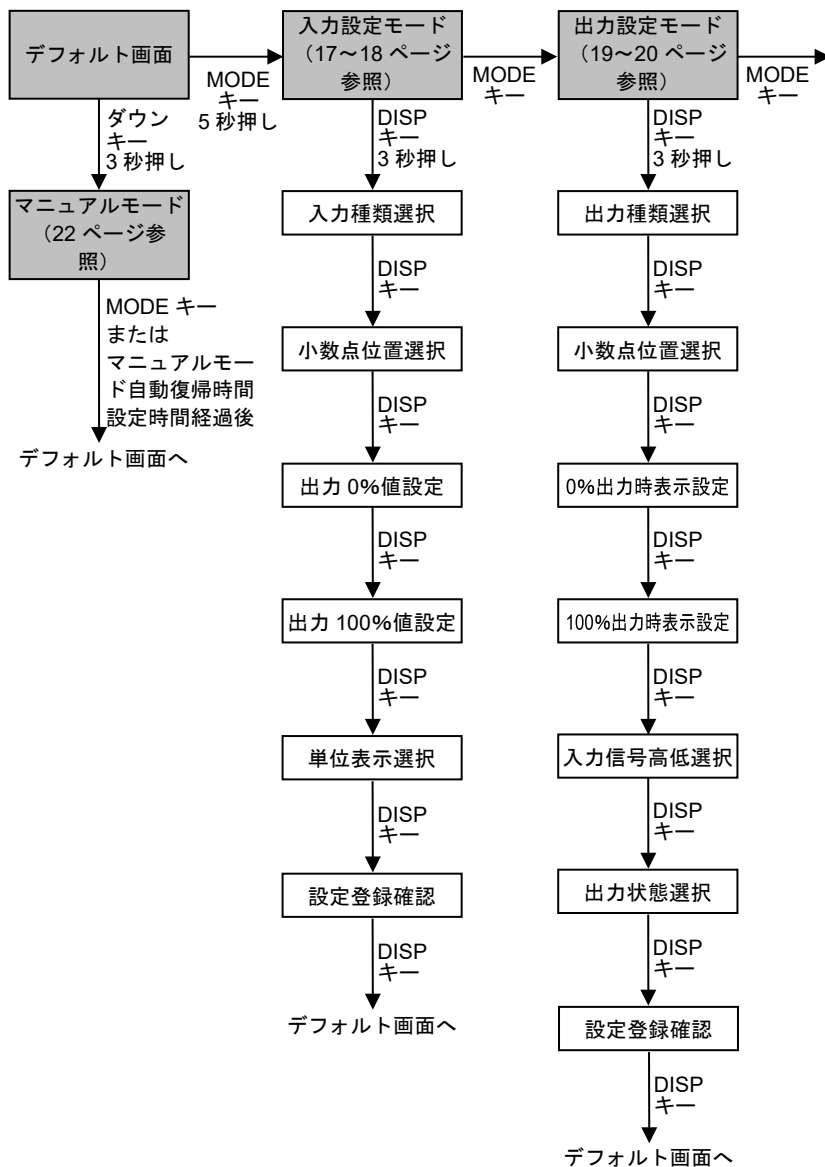 デフォルト画面
MODE
キー
5 秒押し
入力設定モード
（17～18 ページ
参照）
MODE
キー
出力設定モード
（19～20 ページ
参照）
MODE
キー
ダウン
キー
3 秒押し
マニュアルモード
（22 ページ参
照）
MODE キー
または
マニュアルモー
ド自動復帰時間
設定時間経過後
デフォルト画面へ
DISP
キー
3 秒押し
入力種類選択
DISP
キー
小数点位置選択
DISP
キー
出力 0%値設定
DISP
キー
出力 100%値設定
DISP
キー
単位表示選択
DISP
キー
設定登録確認
DISP
キー
デフォルト画面へ
DISP
キー
3 秒押し
出力種類選択
DISP
キー
小数点位置選択
DISP
キー
0%出力時表示設定
DISP
キー
100%出力時表示設定
DISP
キー
入力信号高低選択
DISP
キー
出力状態選択
DISP
キー
設定登録確認
DISP
キー
デフォルト画面へ